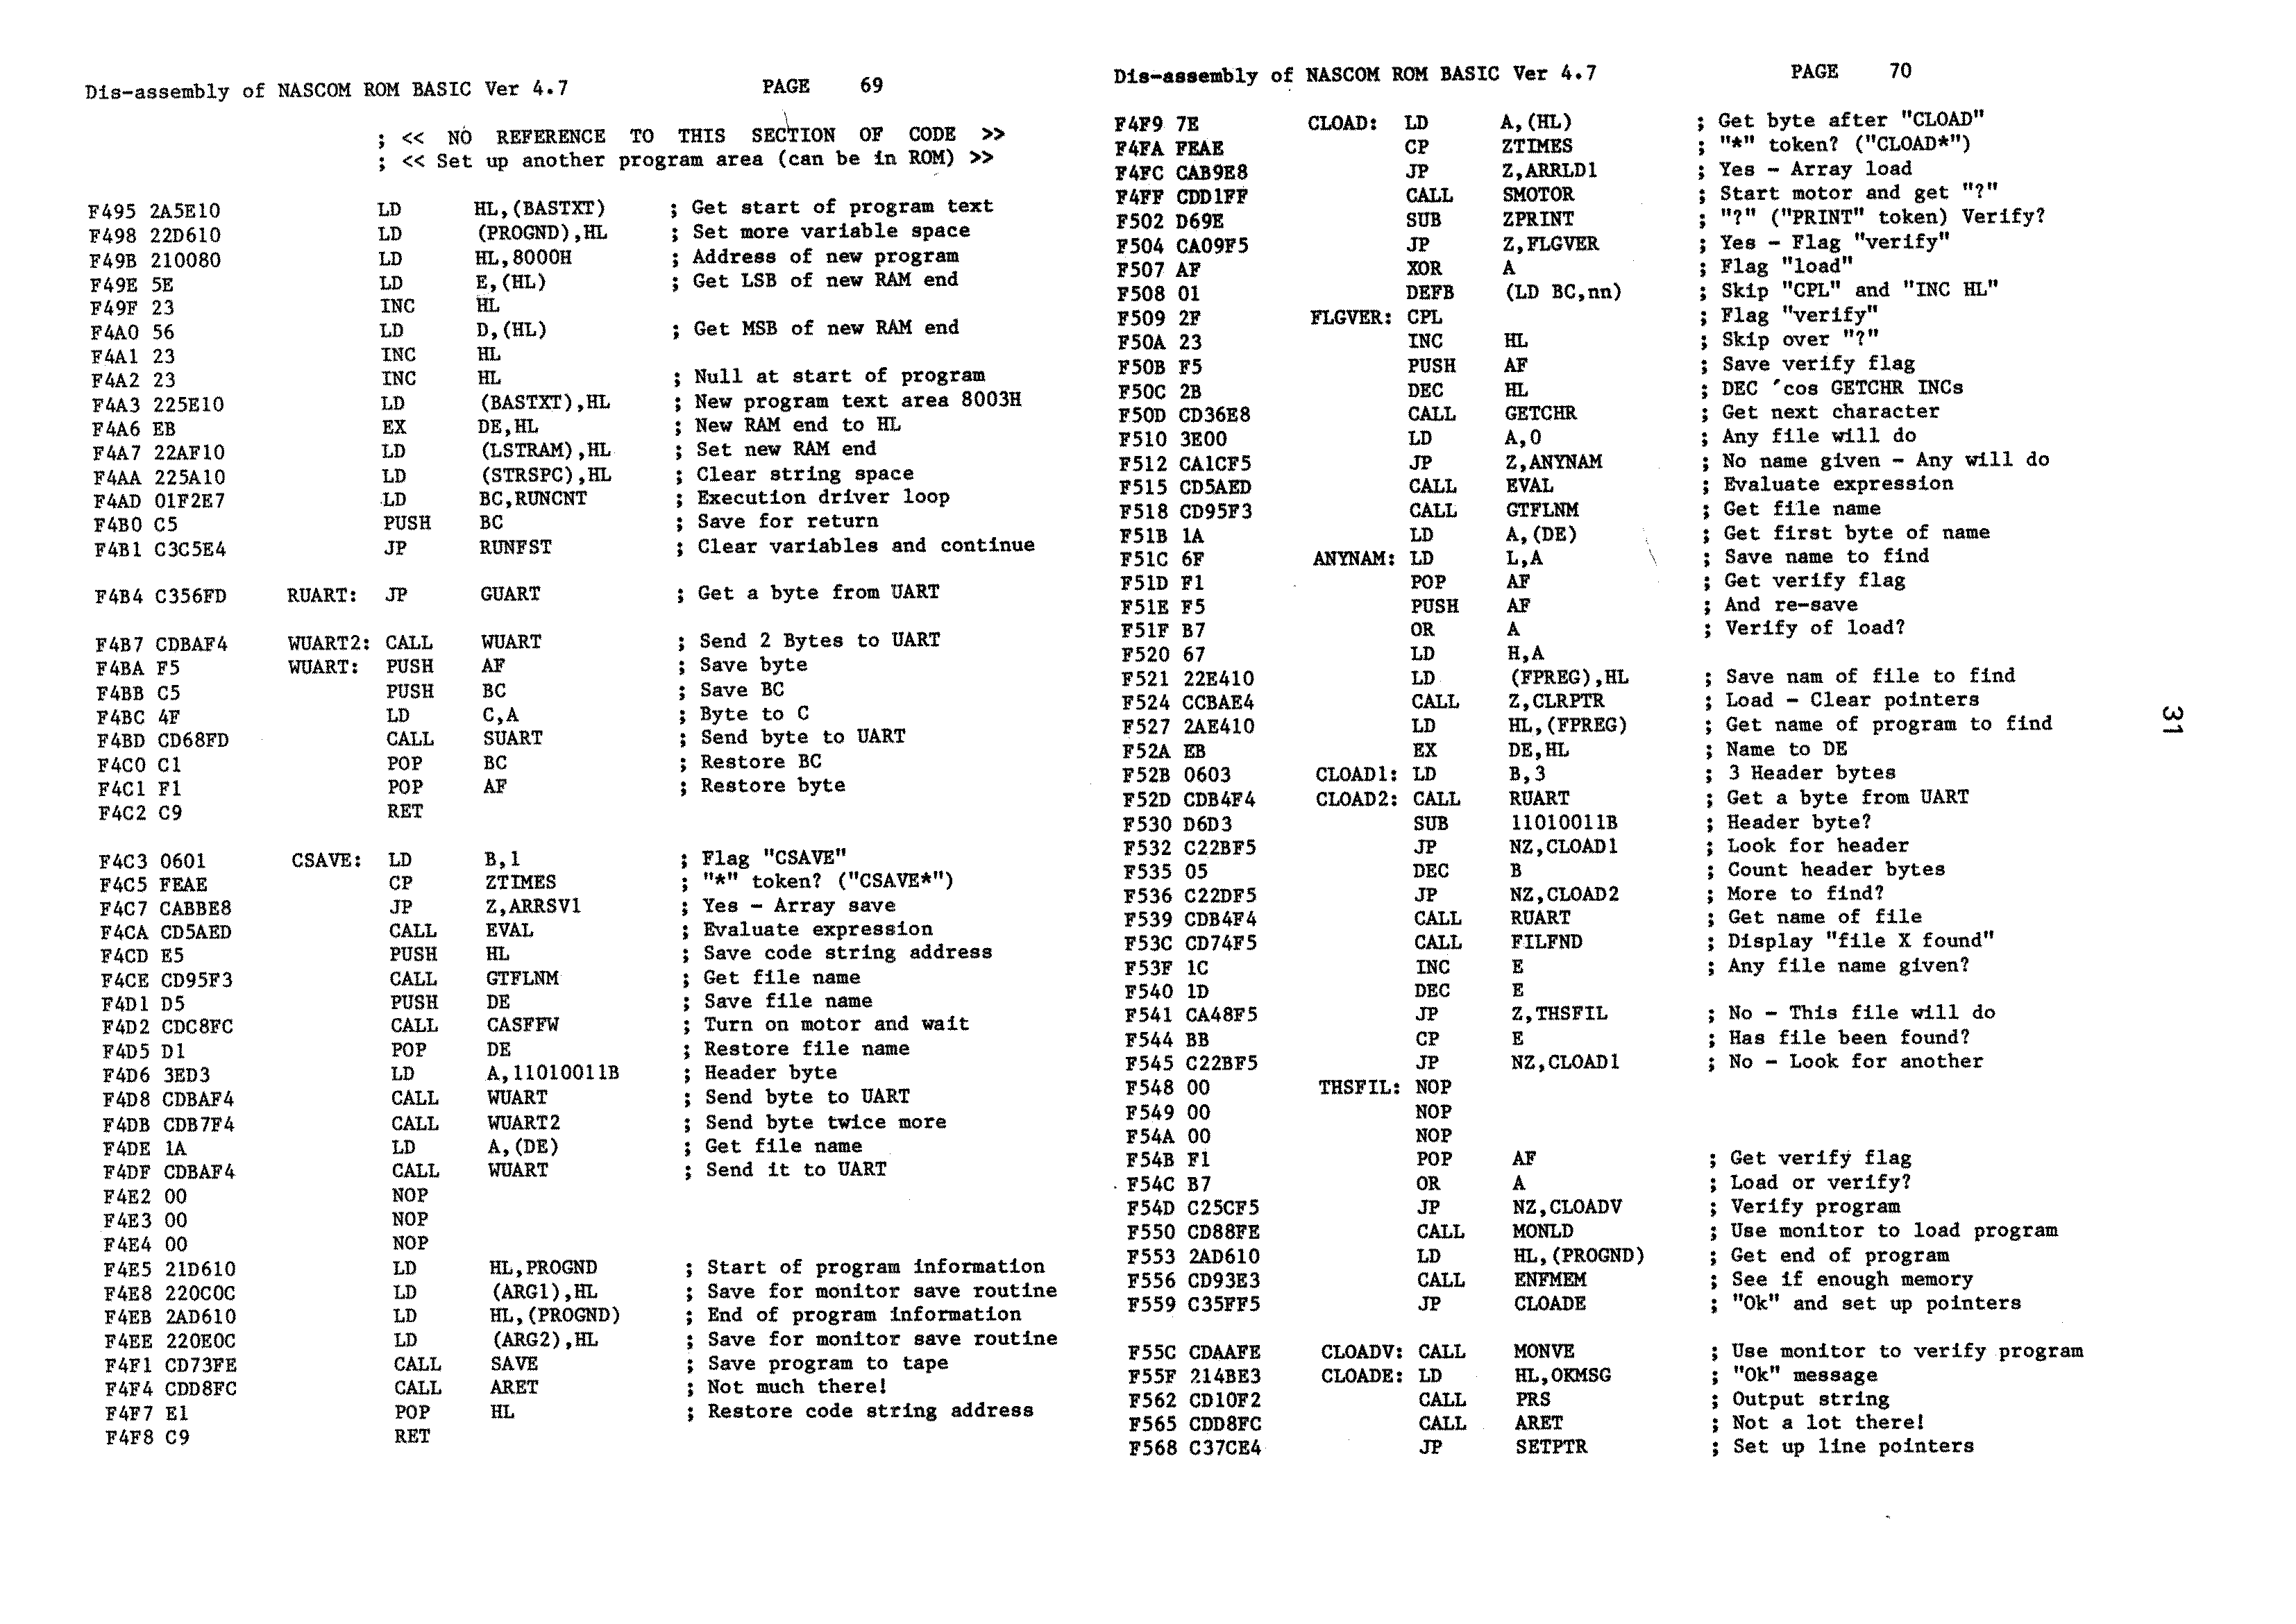 Dis-assembly of NASCOM ROM BASIC Ver 4.7 PAGE 69
; << NO REFERENCE TO THIS SECTION OF CODE >>
; << Set up another program area (can be in ROM) >>
F495 2A5E10 LD HL,(BASTXT) ; Get start of program text
F498 22D610 LD (PROGND),HL ; Set more variable space
F49B 210080 LD HL,8000H ; Address of new program
F49E 5E LD E,(HL) ; Get LSB of new RAM end
F49F 23 INC HL
F4A0 56 LD D,(HL) ; Get MSB of new RAM end
F4A1 23 INC HL
F4A2 23 INC HL ; Null at start of program
F4A3 225E10 LD (BASTXT),HL ; New program text area 8003H
F4A6 EB EX DE,HL ; New RAM end to HL
F4A7 22AF10 LD (LSTRAM),HL ; Set new RAM end
F4AA 225A10 LD (STRSPC),HL ; Clear string space
F4AD 01F2E7 LD BC,RUNCNT ; Execution driver loop
F4B0 C5 PUSH BC ; Save for return
F4B1 C3C5E4 JP RUNFST ; Clear variables and continue
F4B4 C356FD RUART: JP GUART ; Get a byte from UART
F4B7 CDBAF4 WUART2: CALL WUART ; Send 2 Bytes to UART
F4BA F5 WUART: PUSH AF ; Save byte
F4BB C5 PUSH BC ; Save BC
F4BC 4F LD C,A ; Byte to C
F4BD CD68FD CALL SUART ; Send byte to UART
F4C0 C1 POP BC ; Restore BC
F4C1 F1 POP AF ; Restore byte
F4C2 C9 RET
F4C3 0601 CSAVE: LD B,1 ; Flag "CSAVE"
F4C5 FEAE CP ZTIMES ; "*" token? ("CSAVE*")
F4C7 CABBE8 JP Z,ARRSV1 ; Yes - Array save
F4CA CD5AED CALL EVAL ; Evaluate expression
F4CD E5 PUSH HL ; Save code string address
F4CE CD95F3 CALL GTFLNM ; Get file name
F4D1 D5 PUSH DE ; Save file name
F4D2 CDC8FC CALL CASFFW ; Turn on motor and wait
F4D5 D1 POP DE ; Restore file name
F4D6 3ED3 LD A,11010011B ; Header byte
F4D8 CDBAF4 CALL WUART ; Send byte to UART
F4DB CDB7F4 CALL WUART2 ; Send byte twice more
F4DE 1A LD A,(DE) ; Get file name
F4DF CDBAF4 CALL WUART ; Send it to UART
F4E2 00 NOP
F4E3 00 NOP
F4E4 00 NOP
F4E5 21D610 LD HL,PROGND ; Start of program information
F4E8 220C0C LD (ARG1),HL ; Save for monitor save routine
F4EB 2AD610 LD HL,(PROGND) ; End of program information
F4EE 220E0C LD (ARG2),HL ; Save for monitor save routine
F4F1 CD73FE CALL SAVE ; Save program to tape
F4F4 CDD8FC CALL ARET ; Not much there!
F4F7 E1 POP HL ; Restore code string address
F4F8 C9 RET
Dis-assembly of NASCOM ROM BASIC Ver 4.7 PAGE 70
F4F9 7E CLOAD: LD A,(HL) ; Get byte after "CLOAD"
F4FA FEAE CP ZTIMES ; "*" token? ("CLOAD*")
F4FC CAB9E8 JP Z,ARRLD1 ; Yes - Array load
F4FF CDD1FF CALL SMOTOR ; Start motor and get "?"
F502 D69E SUB ZPRINT ; "?" ("PRINT" token) Verify?
F504 CA09F5 JP Z,FLGVER ; Yes - Flag "verify"
F507 AF XOR A ; Flag "load"
F508 01 DEFB (LD BC,nn) ; Skip "CPL" and "INC HL"
F509 2F FLGVER: CPL ; Flag "verify"
F50A 23 INC HL ; Skip over "?"
F50B F5 PUSH AF ; Save verify flag
F50C 2B DEC HL ; DEC 'cos GETCHR INCs
F50D CD36E8 CALL GETCHR ; Get next character
F510 3E00 LD A,0 ; Any file will do
F512 CA1CF5 JP Z,ANYNAM ; No name given - Any will do
F515 CD5AED CALL EVAL ; Evaluate expression
F518 CD95F3 CALL GTFLNM ; Get file name
F51B 1A LD A,(DE) ; Get first byte of name
F51C 6F ANYNAM: LD L,A ; Save name to find
F51D F1 POP AF ; Get verify flag
F51E F5 PUSH AF ; And re-save
F51F B7 OR A ; Verify of load?
F520 67 LD H,A
F521 22E410 LD (FPREG),HL ; Save nam of file to find
F524 CCBAE4 CALL Z,CLRPTR ; Load - Clear pointers
F527 2AE410 LD HL,(FPREG) ; Get name of program to find
F52A EB EX DE,HL ; Name to DE
F52B 0603 CLOAD1: LD B,3 ; 3 Header bytes
F52D CDB4F4 CLOAD2: CALL RUART ; Get a byte from UART
F530 D6D3 SUB 11010011B ; Header byte?
F532 C22BF5 JP NZ,CLOAD1 ; Look for header
F535 05 DEC B ; Count header bytes
F536 C22DF5 JP NZ,CLOAD2 ; More to find?
F539 CDB4F4 CALL RUART ; Get name of file
F53C CD74F5 CALL FILFND ; Display "file X found"
F53F 1C INC E ; Any file name given?
F540 1D DEC E
F541 CA48F5 JP Z,THSFIL ; No - This file will do
F544 BB CP E ; Has file been found?
F545 C22BF5 JP NZ,CLOAD1 ; No - Look for another
F548 00 THSFIL: NOP
F549 00 NOP
F54A 00 NOP
F54B F1 POP AF ; Get verify flag
F54C B7 OR A ; Load or verify?
F54D C25CF5 JP NZ,CLOADV ; Verify program
F550 CD88FE CALL MONLD ; Use monitor to load program
F553 2AD610 LD HL,(PROGND) ; Get end of program
F556 CD93E3 CALL ENFMEM ; See if enough memory
F559 C35FF5 JP CLOADE ; "Ok" and set up pointers
F55C CDAAFE CLOADV: CALL MONVE ; Use monitor to verify program
F55F 214BE3 CLOADE: LD HL,OKMSG ; "Ok" message
F562 CD10F2 CALL PRS ; Output string
F565 CDD8FC CALL ARET ; Not a lot there!
F568 C37CE4 JP SETPTR ; Set up line pointers
31